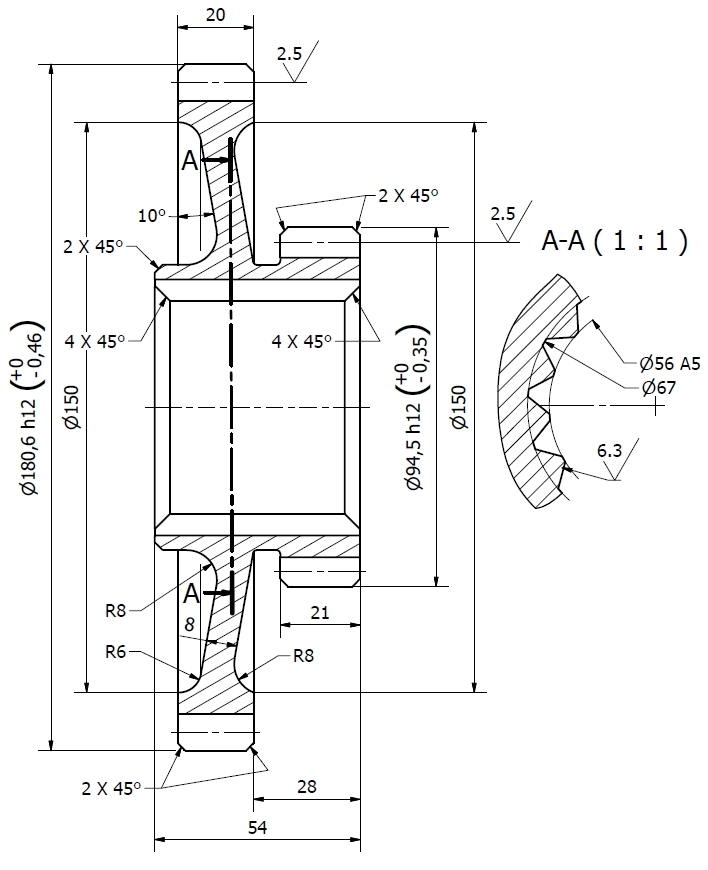 20
2.5
A
2 X 45°
10°
2.5
A-A ( 1 : 1 )
2 X 45°
4 X 45°
4 X 45°
Ø180,6 h12 (+0 -0,46)
Ø150
Ø94,5 h12 (+0 -0,35)
Ø150
Ø56 A5
Ø67
6.3
A
R8
8
21
R6
R8
2 X 45°
28
54